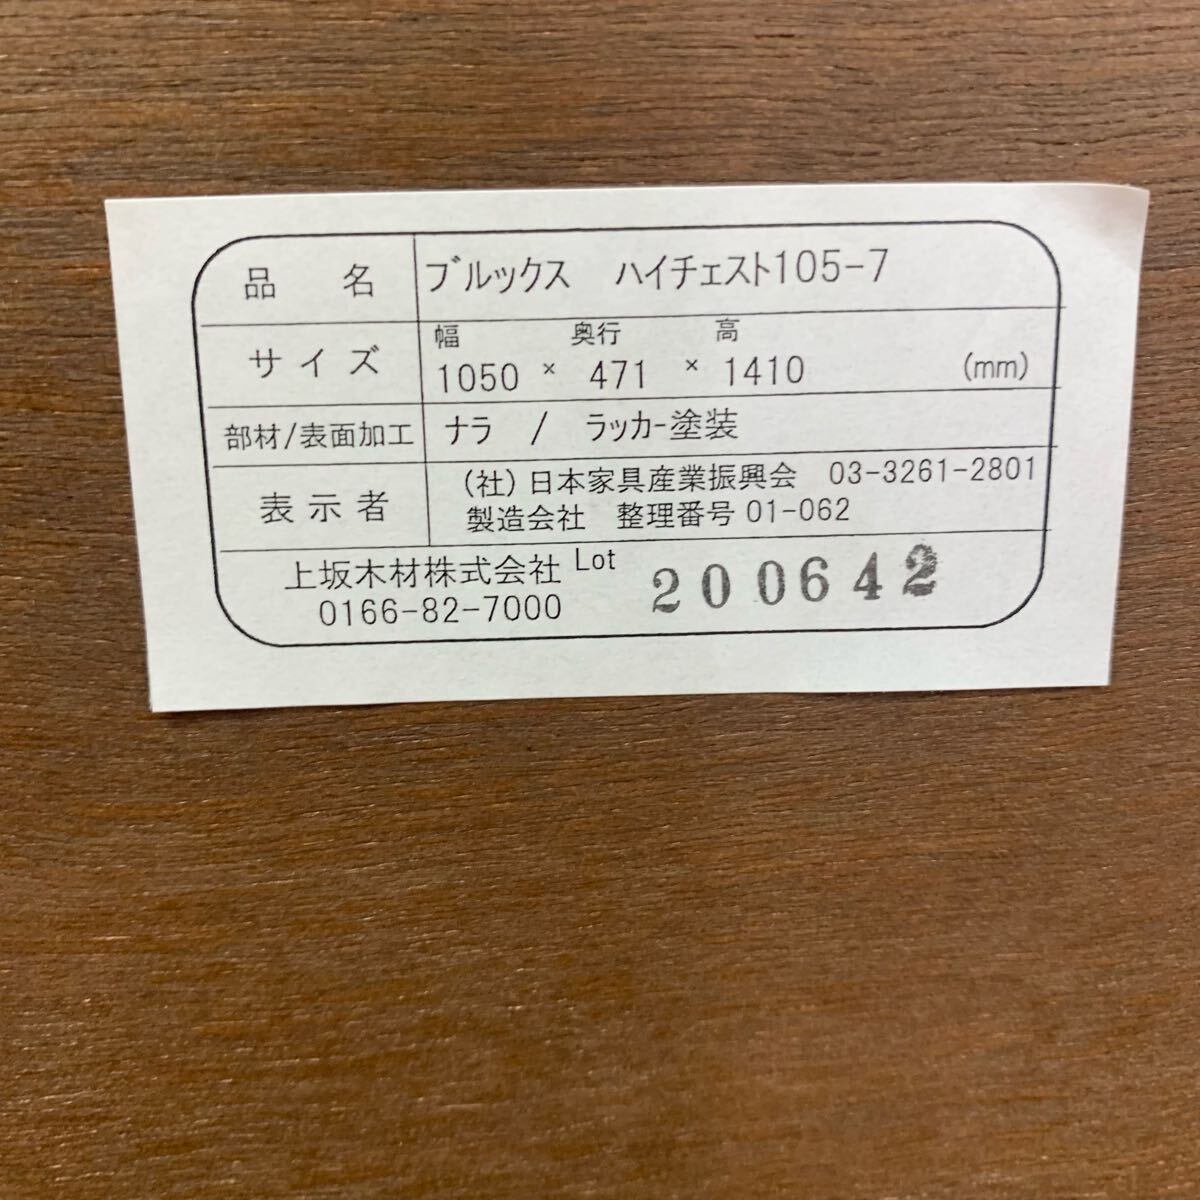 品 名 ブルックス ハイチェスト105-7
サイズ 幅 奥行 高
1050 × 471 × 1410 (mm)
部材/表面加工 ナラ / ラッカー塗装
表示者 (社)日本家具産業振興会 03-3261-2801
製造会社 整理番号 01-062
上坂木材株式会社 Lot 200642
0166-82-7000